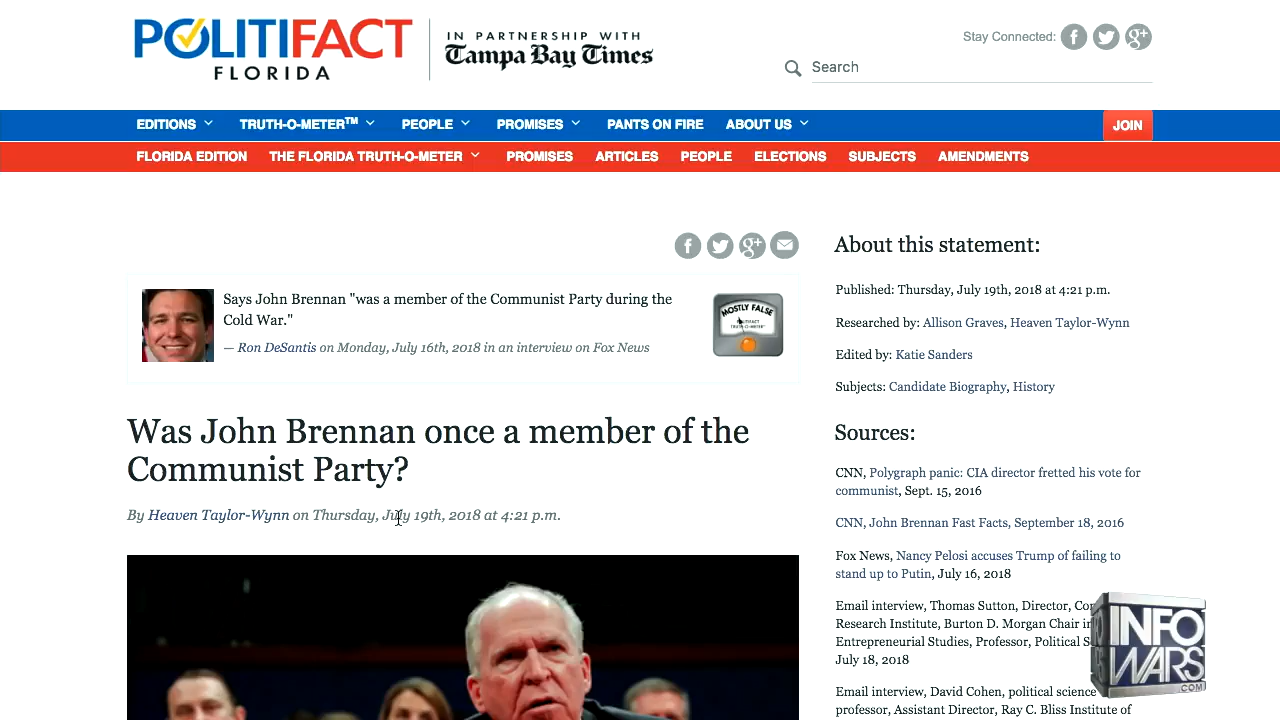 POLITIFACT
FLORIDA
IN PARTNERSHIP WITH
Tampa Bay Times
Stay Connected:
Search
EDITIONS TRUTH-O-METER™ PEOPLE PROMISES PANTS ON FIRE ABOUT US JOIN
FLORIDA EDITION THE FLORIDA TRUTH-O-METER PROMISES ARTICLES PEOPLE ELECTIONS SUBJECTS AMENDMENTS
Says John Brennan "was a member of the Communist Party during the
Cold War."
— Ron DeSantis on Monday, July 16th, 2018 in an interview on Fox News
MOSTLY FALSE
Was John Brennan once a member of the
Communist Party?
By Heaven Taylor-Wynn on Thursday, July 19th, 2018 at 4:21 p.m.
About this statement:
Published: Thursday, July 19th, 2018 at 4:21 p.m.
Researched by: Allison Graves, Heaven Taylor-Wynn
Edited by: Katie Sanders
Subjects: Candidate Biography, History
Sources:
CNN, Polygraph panic: CIA director fretted his vote for
communist, Sept. 15, 2016
CNN, John Brennan Fast Facts, September 18, 2016
Fox News, Nancy Pelosi accuses Trump of failing to
stand up to Putin, July 16, 2018
Email interview, Thomas Sutton, Director,
Research Institute, Burton D. Morgan Chair in
Entrepreneurial Studies, Professor, Political
July 18, 2018
Email interview, David Cohen, political science
professor, Assistant Director, Ray C. Bliss Institute of
INFO
WARS
.COM